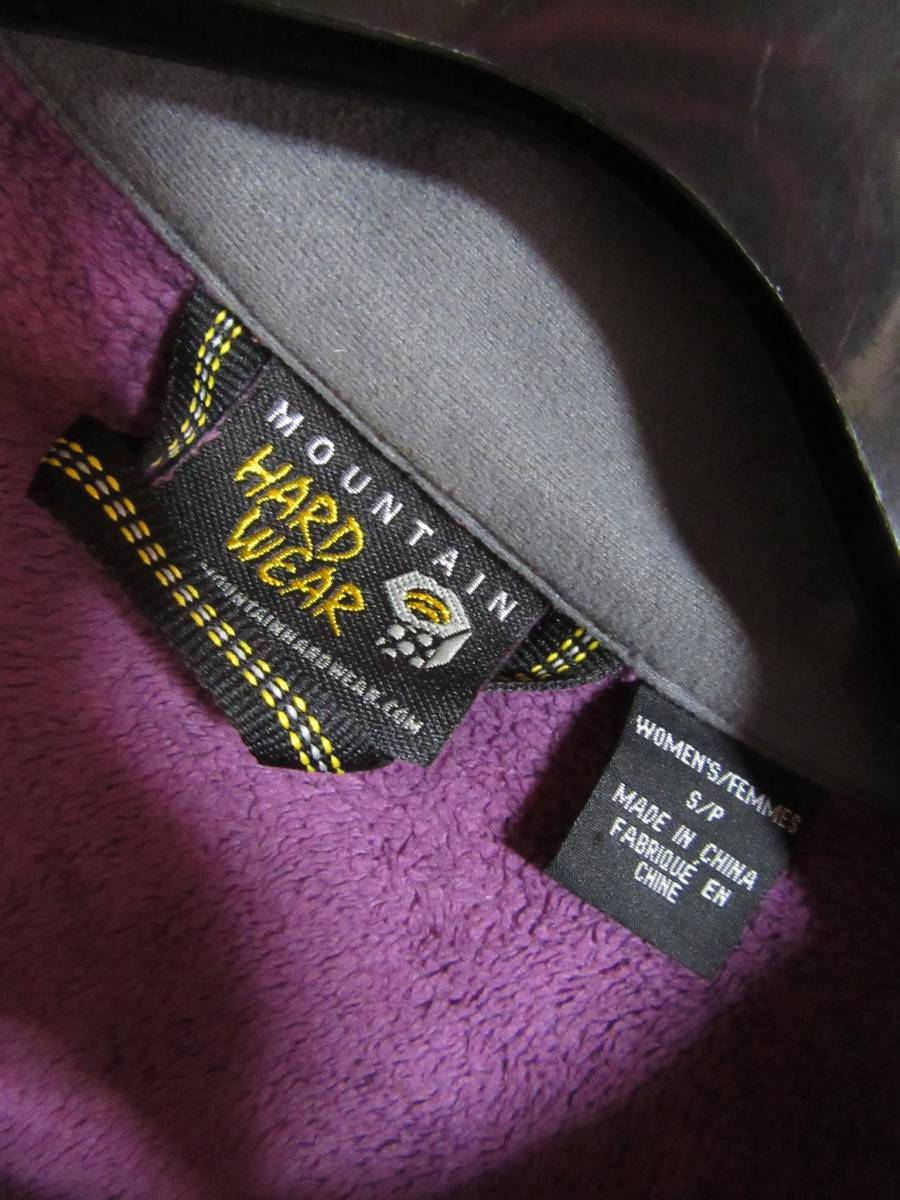 MOUNTAIN
HARD
WEAR
MOUNTAINHARDWEAR.COM
WOMEN'S/FEMMES
S/P
MADE IN CHINA
FABRIQUÉ EN
CHINE